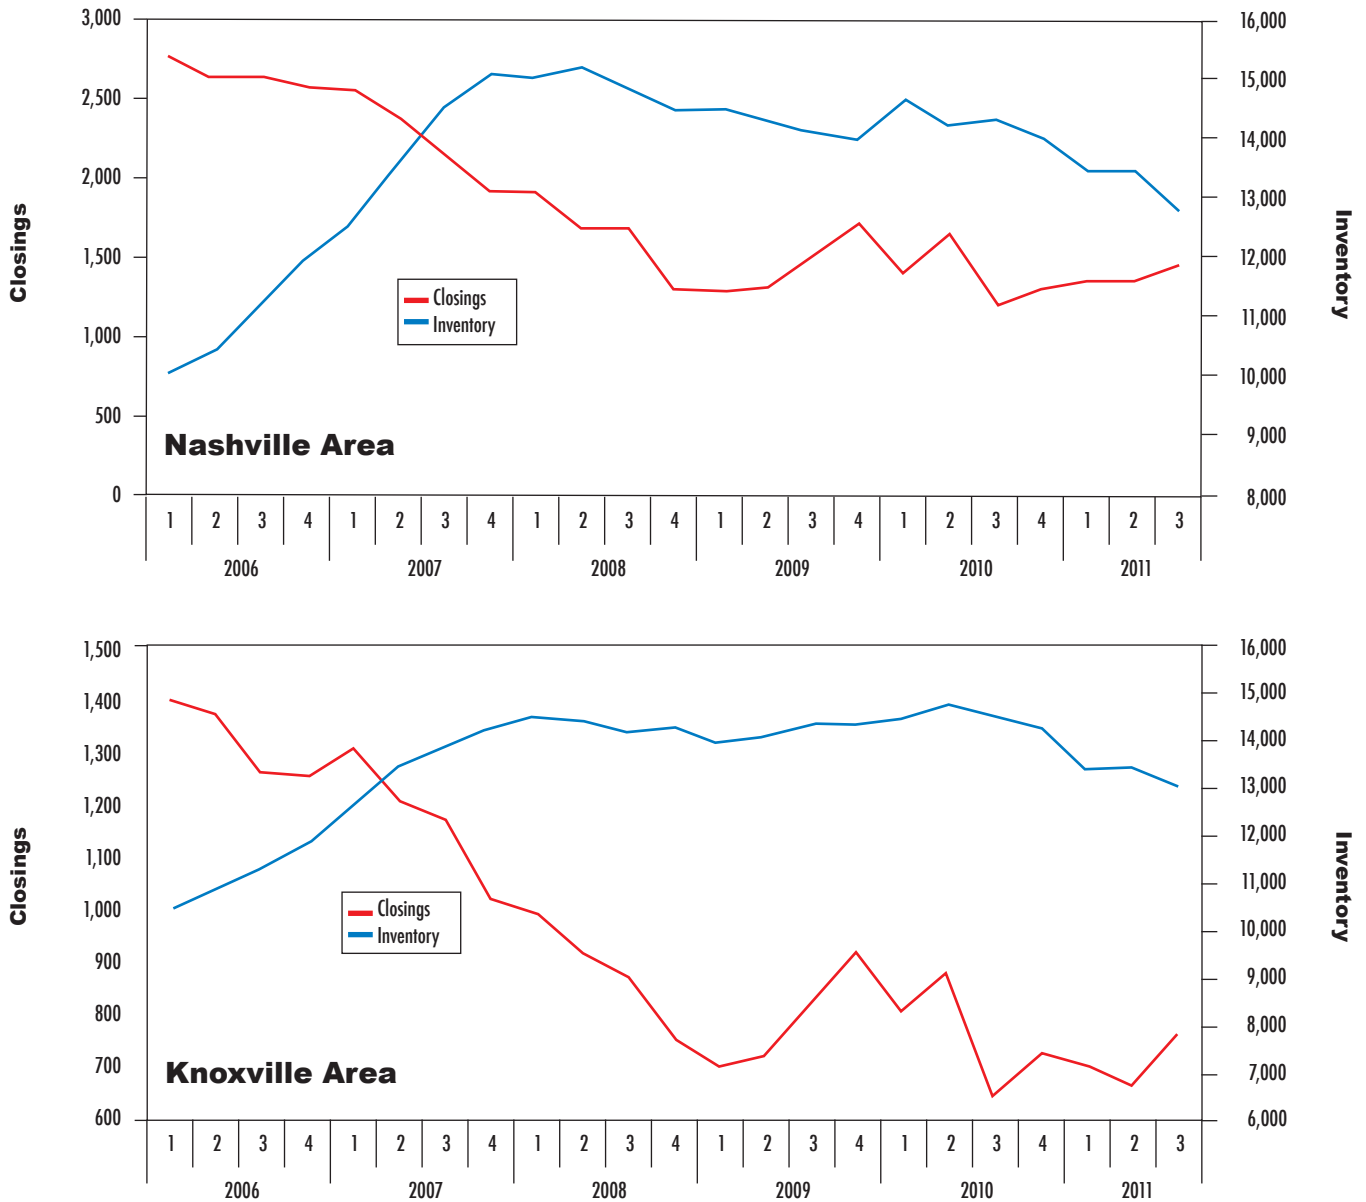 3,000
2,500
2,000
1,500
1,000
500
0
Closings
16,000
15,000
14,000
13,000
12,000
11,000
10,000
9,000
8,000
Inventory
Closings
Inventory
Nashville Area
1 2 3 4 1 2 3 4 1 2 3 4 1 2 3 4 1 2 3 4 1 2 3
2006 2007 2008 2009 2010 2011
1,500
1,400
1,300
1,200
1,100
1,000
900
800
700
600
Closings
16,000
15,000
14,000
13,000
12,000
11,000
10,000
9,000
8,000
7,000
6,000
Inventory
Closings
Inventory
Knoxville Area
1 2 3 4 1 2 3 4 1 2 3 4 1 2 3 4 1 2 3 4 1 2 3
2006 2007 2008 2009 2010 2011